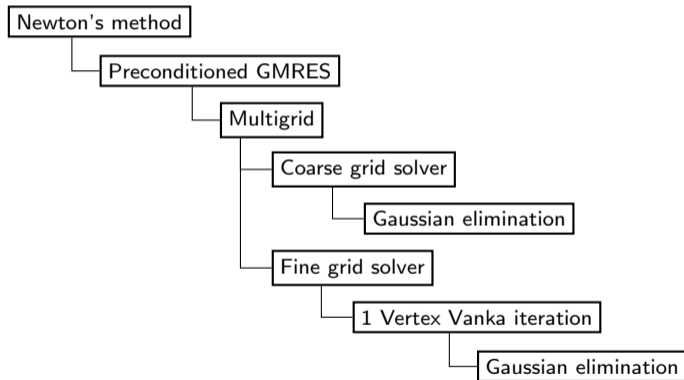 Newton's method
Preconditioned GMRES
Multigrid
Coarse grid solver
Gaussian elimination
Fine grid solver
1 Vertex Vanka iteration
Gaussian elimination